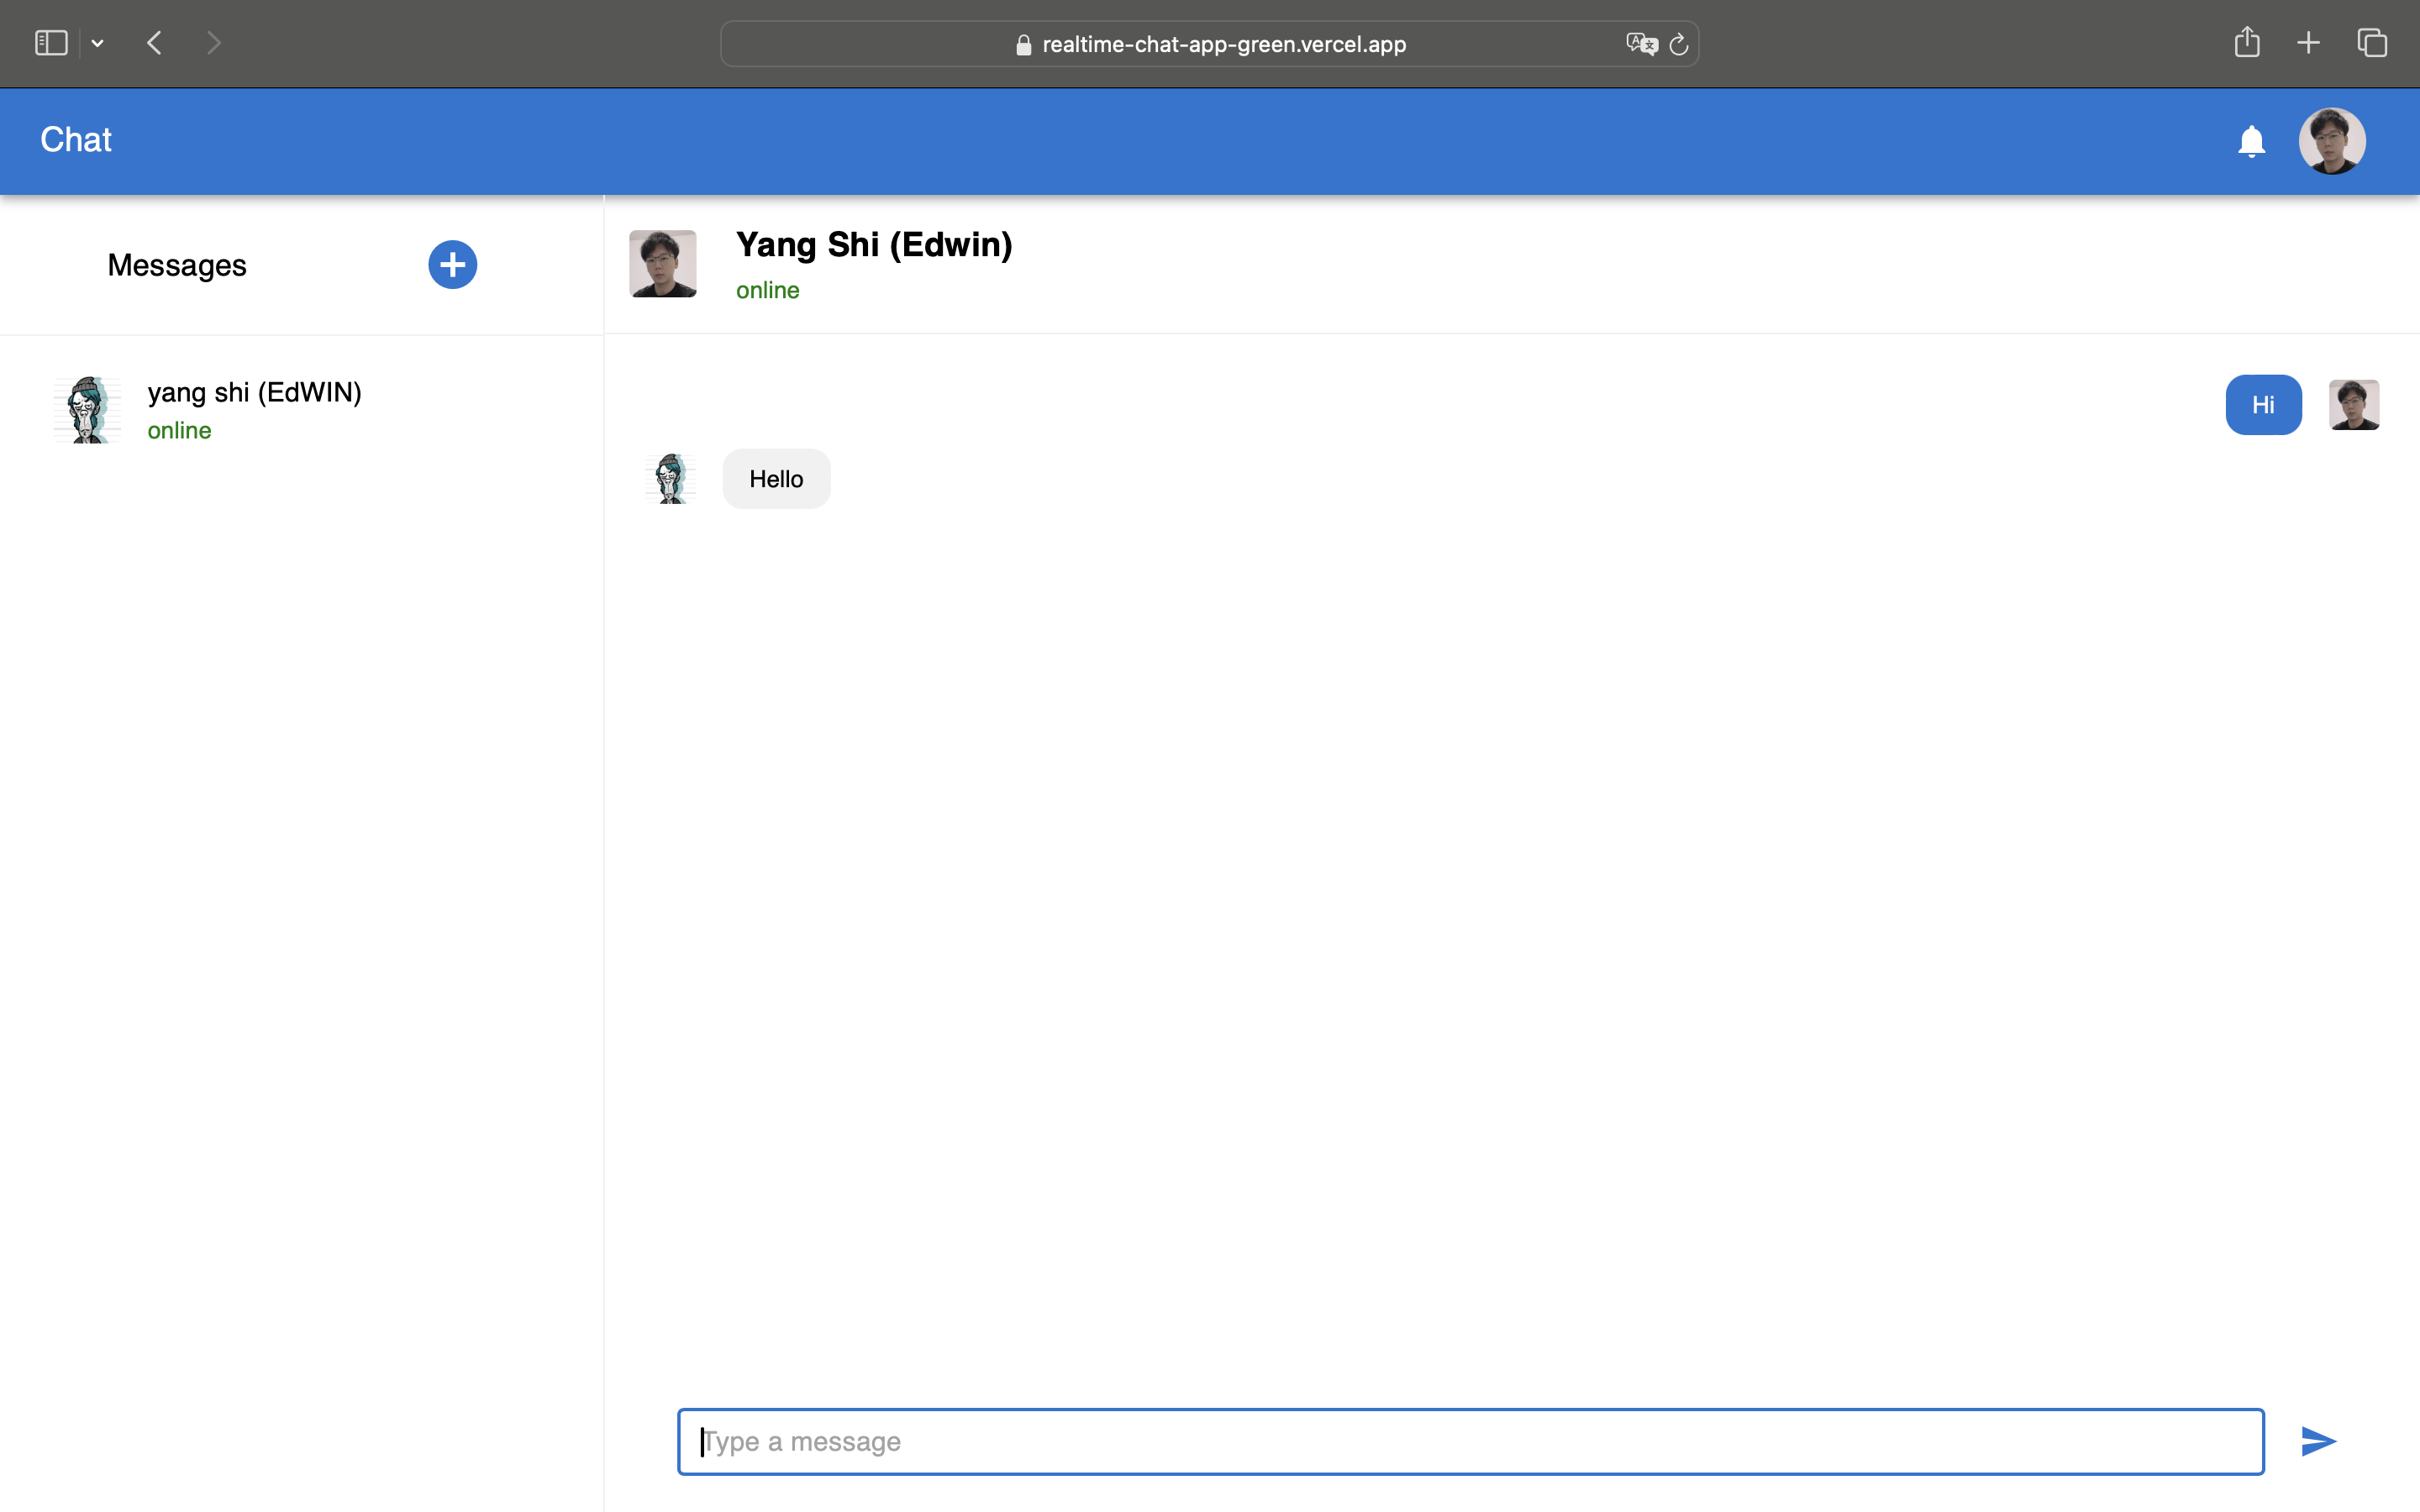 realtime-chat-app-green.vercel.app
Chat
Messages
Yang Shi (Edwin)
online
yang shi (EdWIN)
online
Hi
Hello
Type a message